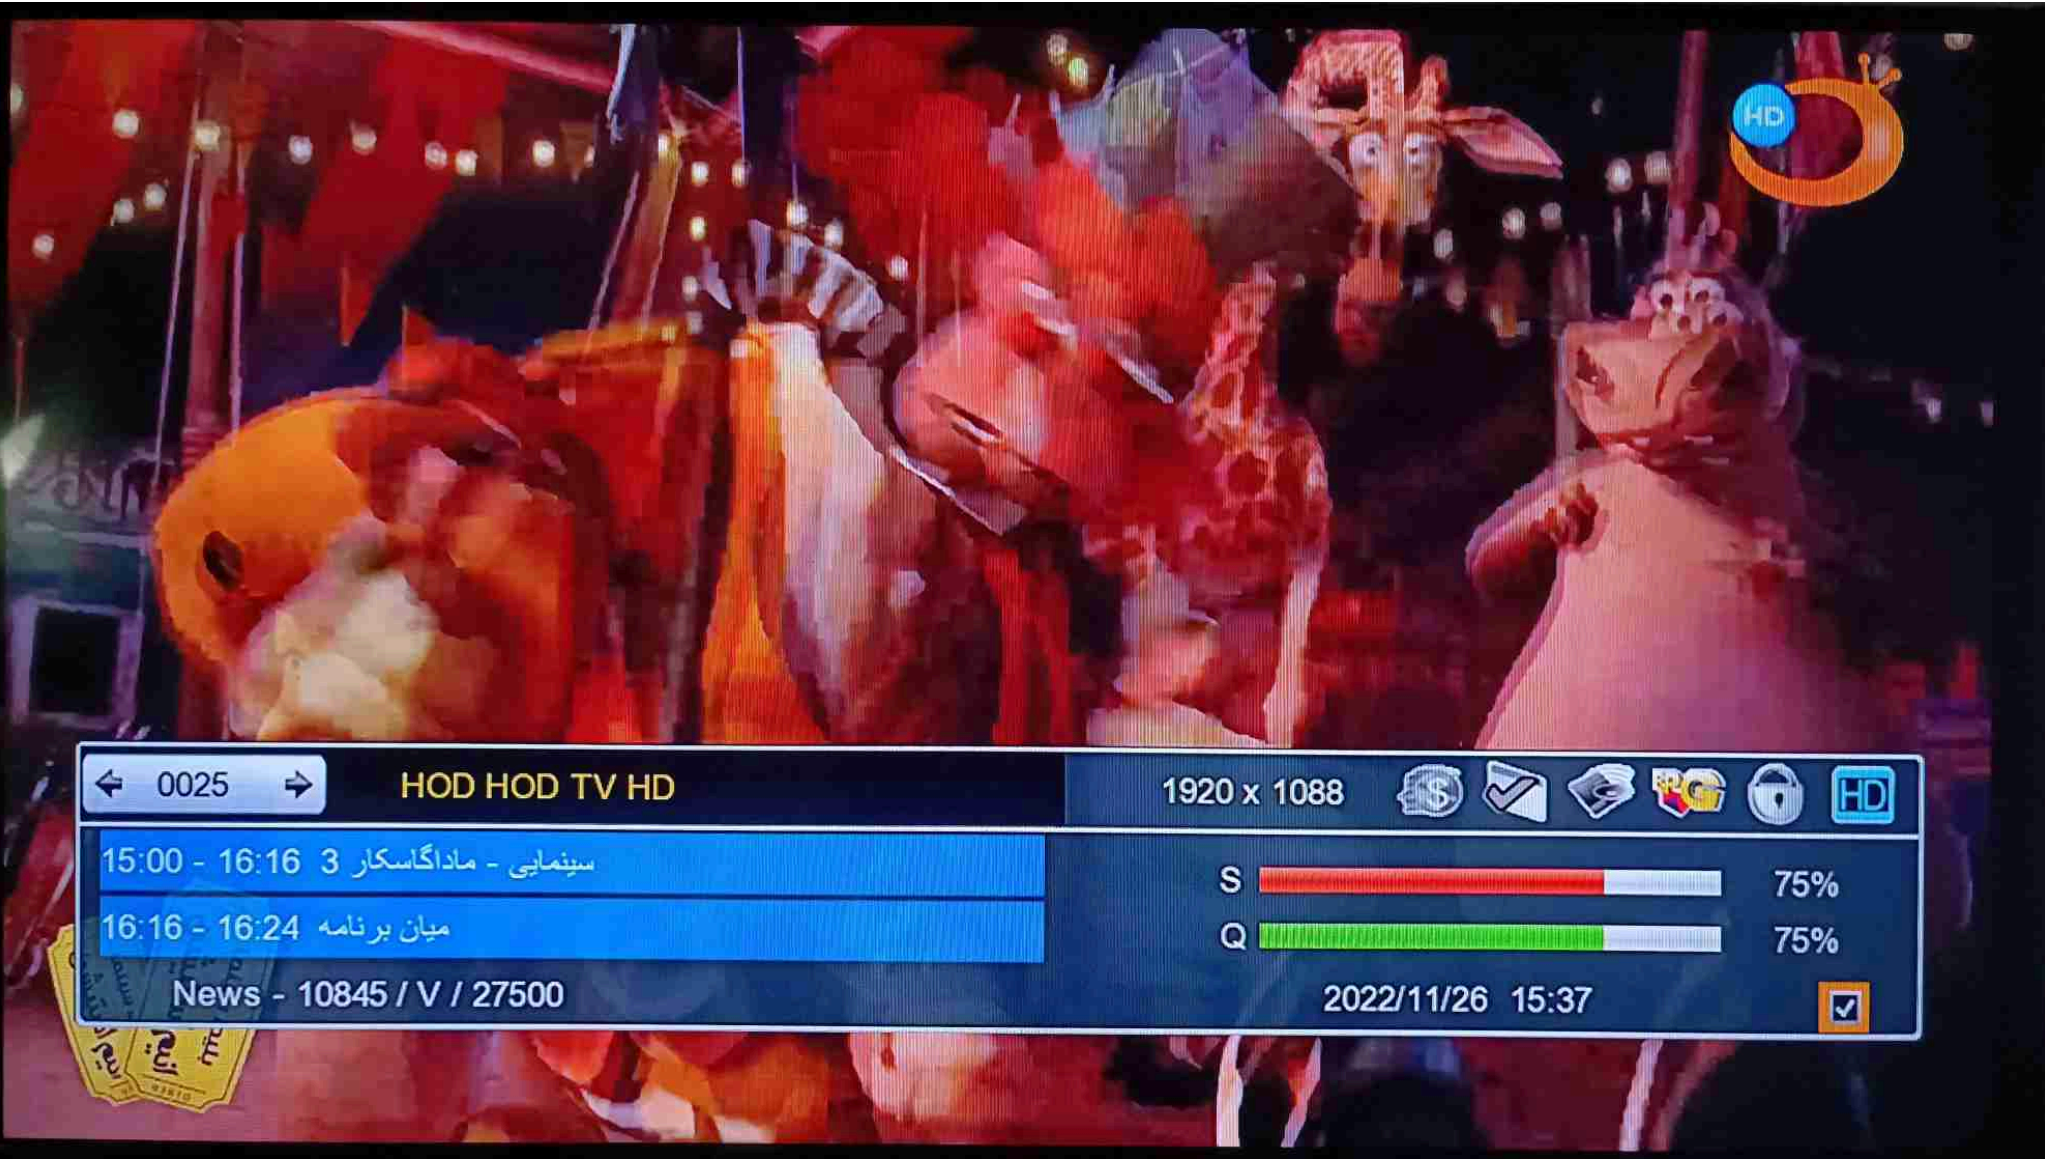 HD
0025 HOD HOD TV HD 1920 x 1088 HD
15:00 - 16:16 سینمایی - ماداگاسکار 3
S 75%
16:16 - 16:24 میان برنامه
Q 75%
News - 10845 / V / 27500
2022/11/26 15:37